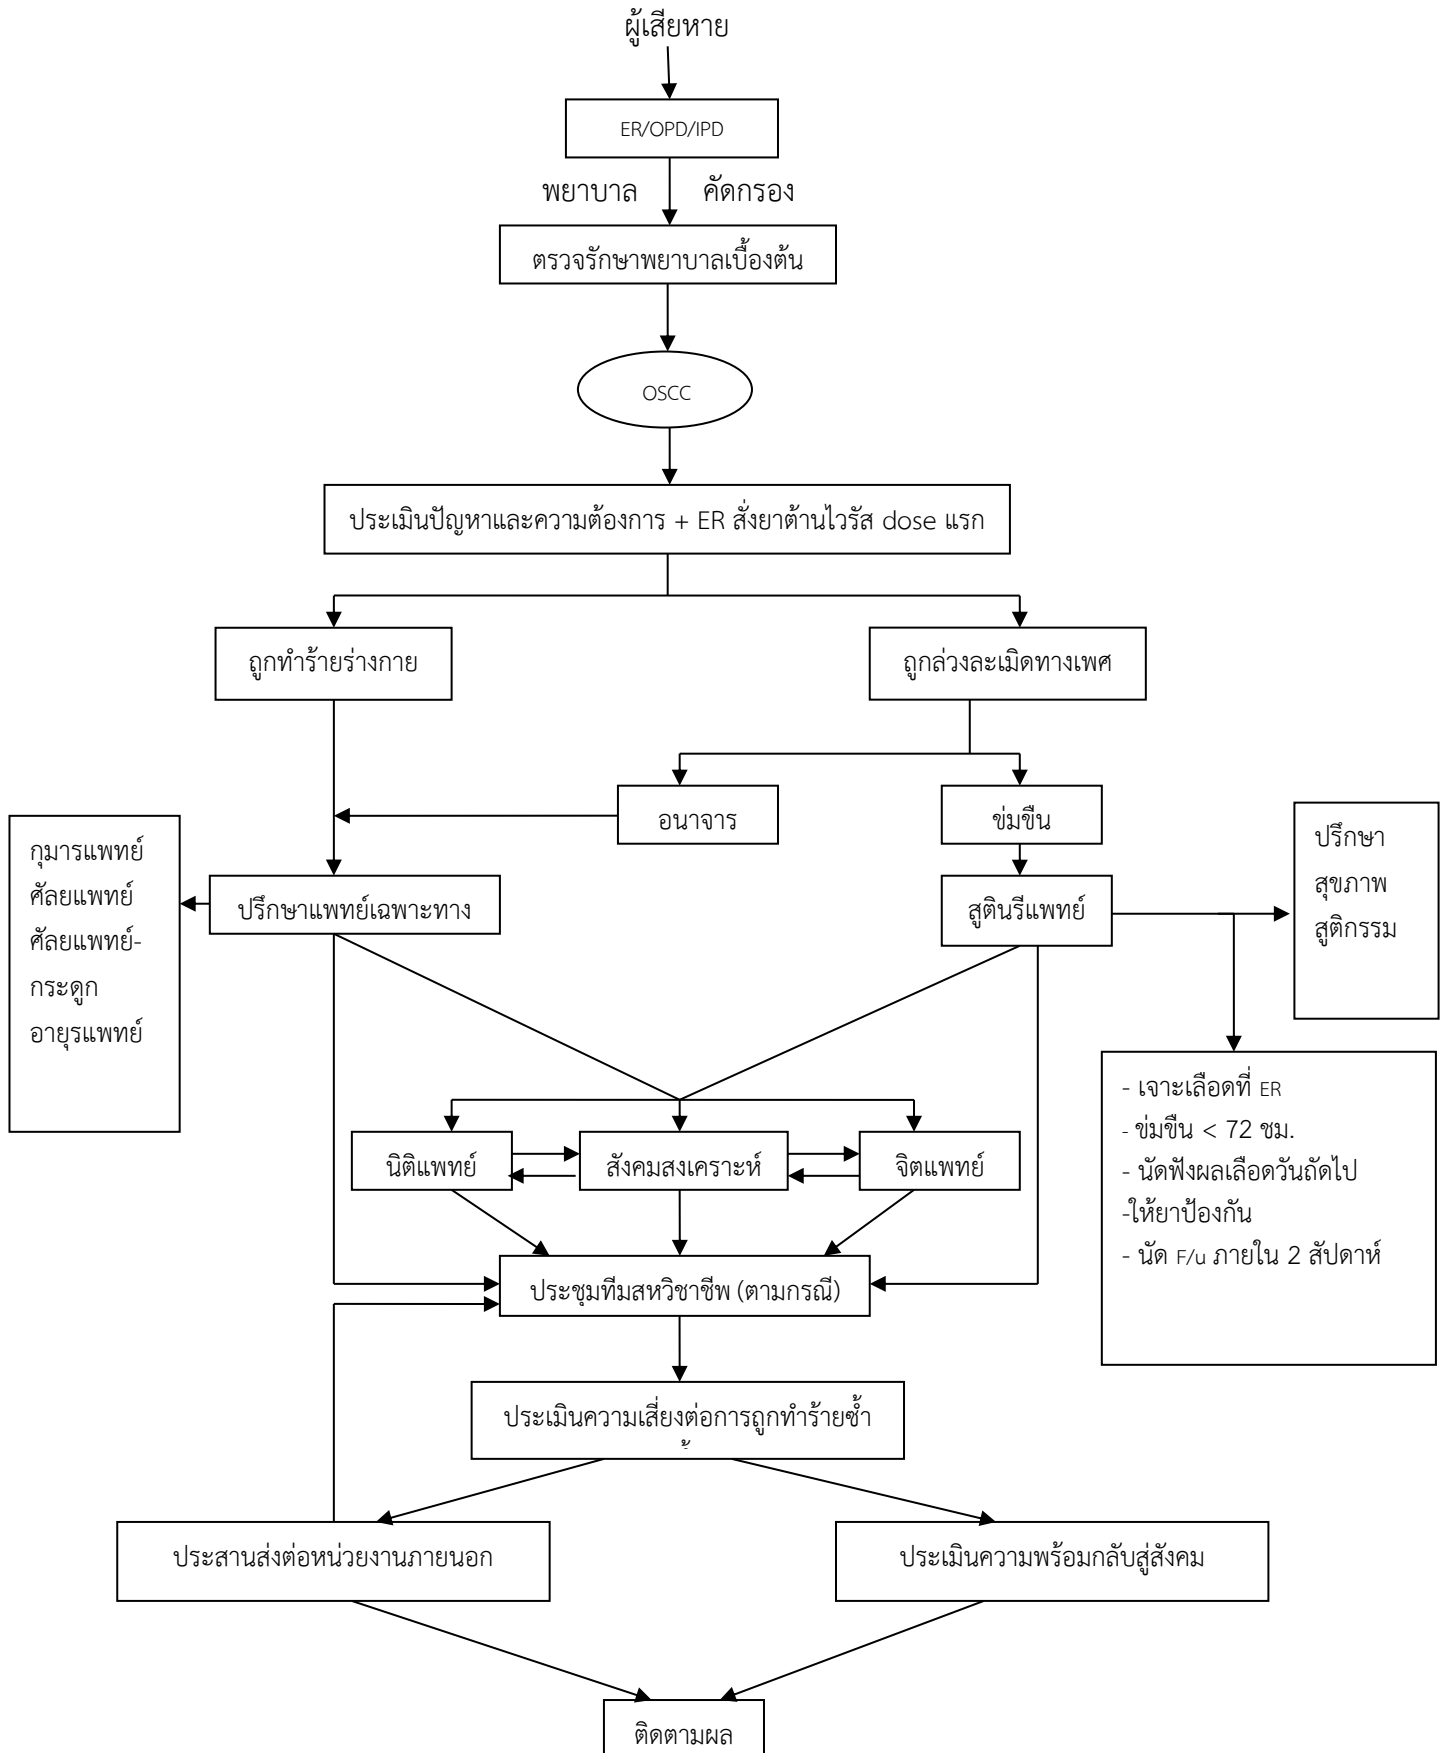 ผู้เสียหาย
ER/OPD/IPD
พยาบาล คัดกรอง
ตรวจรักษาพยาบาลเบื้องต้น
OSCC
ประเมินปัญหาและความต้องการ + ER สั่งยาต้านไวรัส dose แรก
ถูกทำร้ายร่างกาย
ถูกล่วงละเมิดทางเพศ
อนาจาร
ข่มขืน
กุมารแพทย์
ศัลยแพทย์
ศัลยแพทย์-
กระดูก
อายุรแพทย์
ปรึกษาแพทย์เฉพาะทาง
สูตินรีแพทย์
ปรึกษา
สุขภาพ
สูติกรรม
- เจาะเลือดที่ ER
- ข่มขืน < 72 ชม.
- นัดฟังผลเลือดวันถัดไป
-ให้ยาป้องกัน
- นัด F/u ภายใน 2 สัปดาห์
นิติแพทย์
สังคมสงเคราะห์
จิตแพทย์
ประชุมทีมสหวิชาชีพ (ตามกรณี)
ประเมินความเสี่ยงต่อการถูกทำร้ายซ้ำ
ประสานส่งต่อหน่วยงานภายนอก
ประเมินความพร้อมกลับสู่สังคม
ติดตามผล